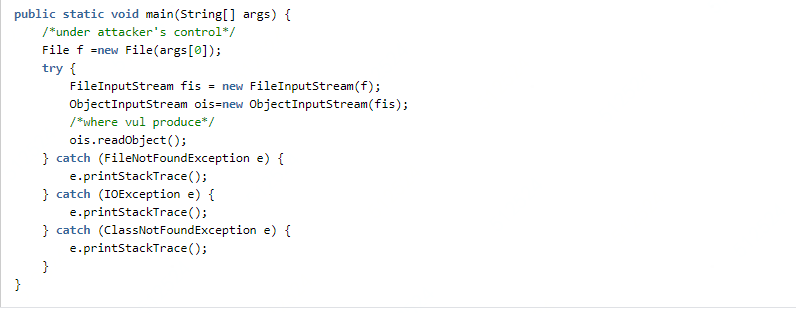 public static void main(String[] args) {
    /*under attacker's control*/
    File f =new File(args[0]);
    try {
        FileInputStream fis = new FileInputStream(f);
        ObjectInputStream ois=new ObjectInputStream(fis);
        /*where vul produce*/
        ois.readObject();
    } catch (FileNotFoundException e) {
        e.printStackTrace();
    } catch (IOException e) {
        e.printStackTrace();
    } catch (ClassNotFoundException e) {
        e.printStackTrace();
    }
}